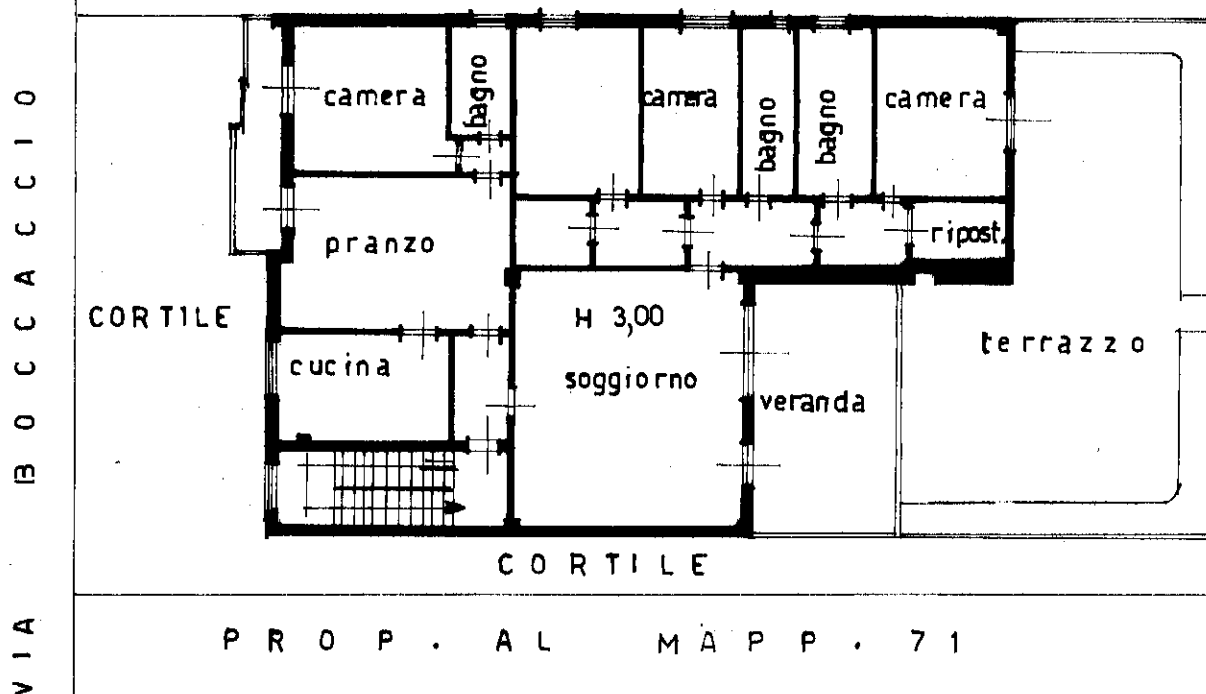 camera
bagno
camera
bagno
bagno
camera
pranzo
ripost.
CORTILE
H 3,00
terrazzo
cucina
soggiorno
veranda
CORTILE
PROP. AL MAPP. 71
VIA BOCCACCIO